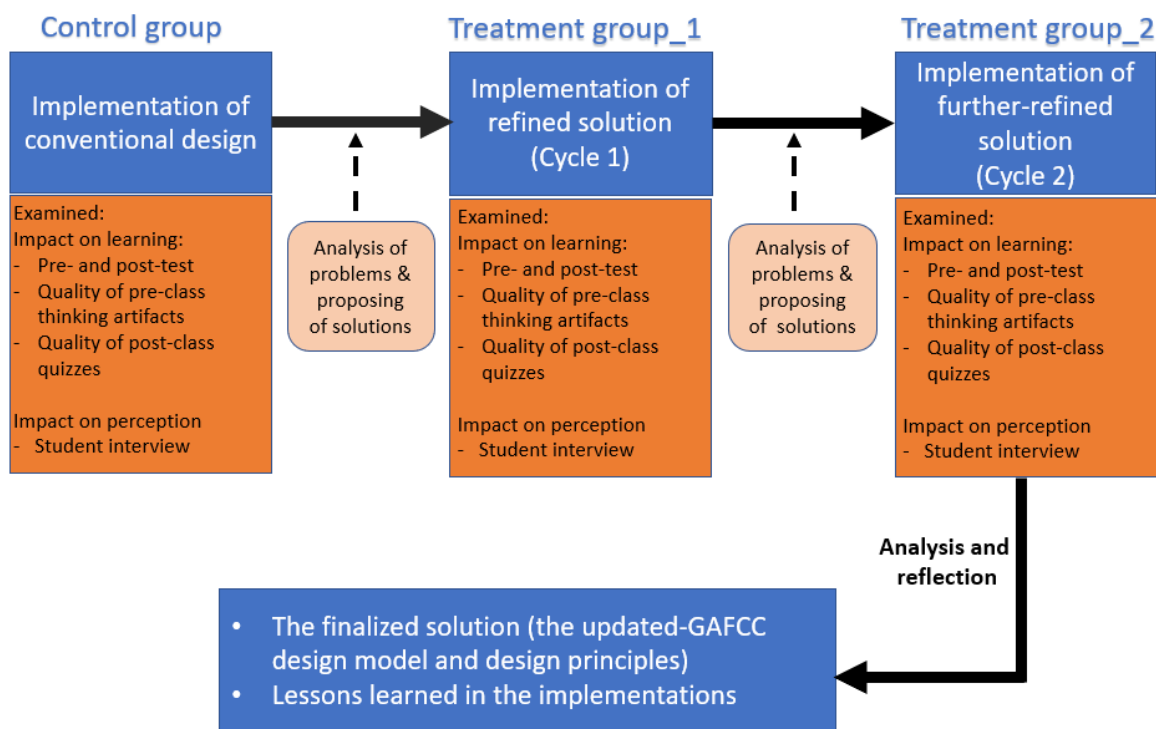 Control group
Implementation of
conventional design
Examined:
Impact on learning:
- Pre- and post-test
- Quality of pre-class
thinking artifacts
- Quality of post-class
quizzes
Impact on perception
- Student interview
Analysis of
problems &
proposing
of solutions
Treatment group_1
Implementation of
refined solution
(Cycle 1)
Examined:
Impact on learning:
- Pre- and post-test
- Quality of pre-class
thinking artifacts
- Quality of post-class
quizzes
Impact on perception
- Student interview
Analysis of
problems &
proposing
of solutions
Treatment group_2
Implementation of
further-refined
solution
(Cycle 2)
Examined:
Impact on learning:
- Pre- and post-test
- Quality of pre-class
thinking artifacts
- Quality of post-class
quizzes
Impact on perception
- Student interview
Analysis and
reflection
• The finalized solution (the updated-GAFCC
design model and design principles)
• Lessons learned in the implementations